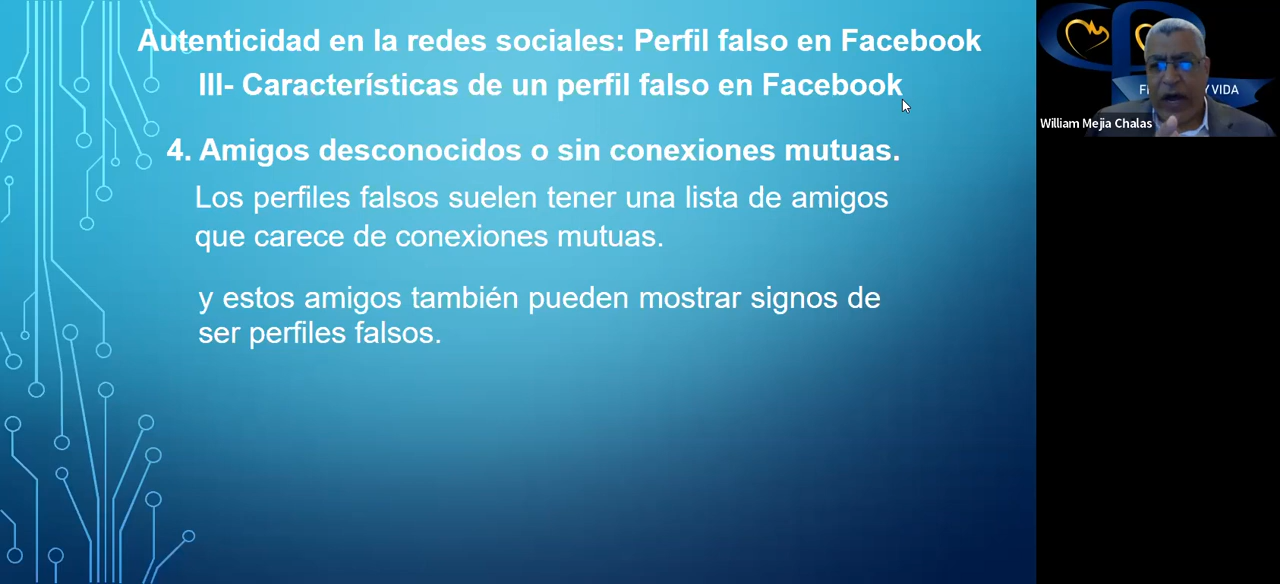 Autenticidad en la redes sociales: Perfil falso en Facebook
III- Características de un perfil falso en Facebook
4. Amigos desconocidos o sin conexiones mutuas.
Los perfiles falsos suelen tener una lista de amigos
que carece de conexiones mutuas.
y estos amigos también pueden mostrar signos de
ser perfiles falsos.
Y VIDA
William Mejia Chalas